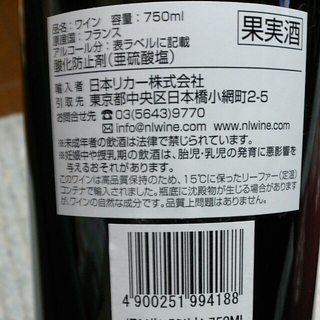 品名：ワイン 容量：750ml
原産国：フランス
アルコール分：表ラベルに記載
酸化防止剤（亜硫酸塩）
果実酒
輸入者 日本リカー株式会社
引取先 東京都中央区日本橋小網町2-5
お問合せ先 03(5643)9770
info@nlwine.com www.nlwine.com
※未成年者の飲酒は法律で禁じられています。
※妊娠中や授乳期の飲酒は、胎児・乳児の発育に悪影響を
与えるおそれがあります。
このワインは高品質保持のため、15℃に保ったリーファー（定温）
コンテナで輸入されました。瓶底に沈殿物が生じる場合があります
が、ワインの自然な成分です。品質上問題はありません。
4 900251 994188
750ML